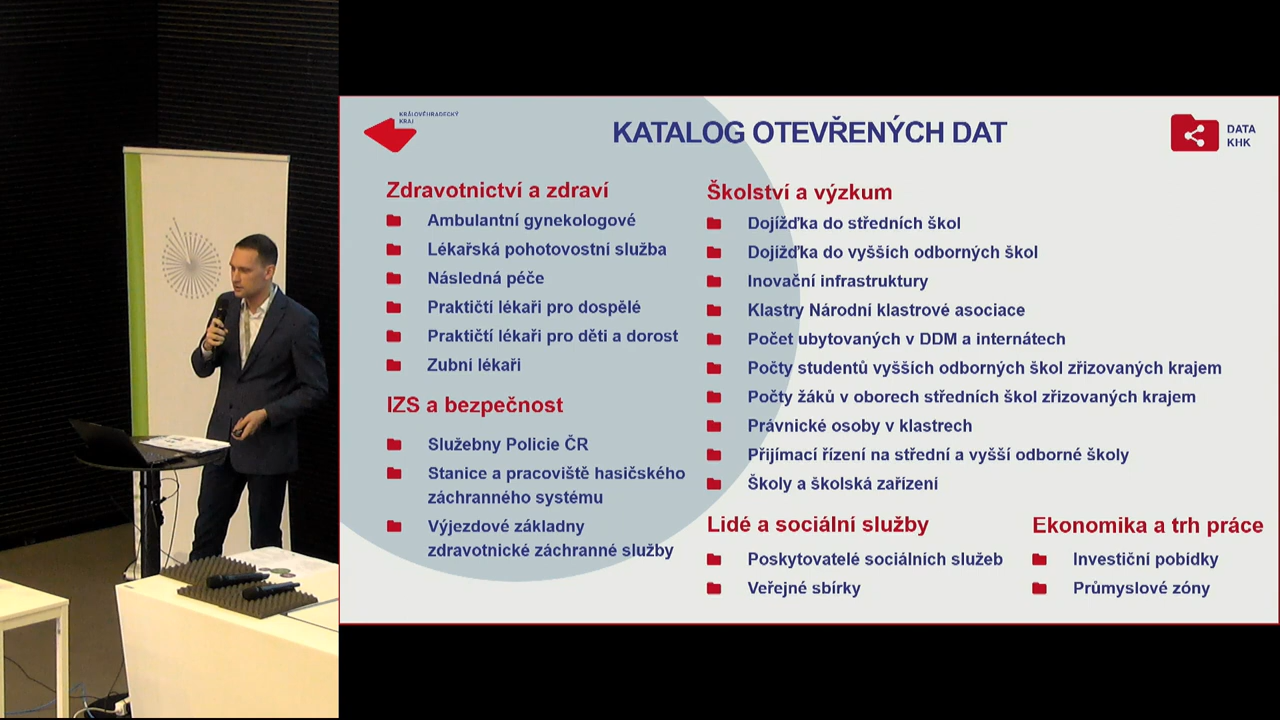 KRÁLOVÉHRADECKÝ
KRAJ
KATALOG OTEVŘENÝCH DAT
DATA
KHK
Zdravotnictví a zdraví
Ambulantní gynekologové
Lékařská pohotovostní služba
Následná péče
Praktičtí lékaři pro dospělé
Praktičtí lékaři pro děti a dorost
Zubní lékaři
IZS a bezpečnost
Služebny Policie ČR
Stanice a pracoviště hasičského
záchranného systému
Výjezdové základny
zdravotnické záchranné služby
Školství a výzkum
Dojížďka do středních škol
Dojížďka do vyšších odborných škol
Inovační infrastruktury
Klastry Národní klastrové asociace
Počet ubytovaných v DDM a internátech
Počty studentů vyšších odborných škol zřizovaných krajem
Počty žáků v oborech středních škol zřizovaných krajem
Právnické osoby v klastrech
Přijímací řízení na střední a vyšší odborné školy
Školy a školská zařízení
Lidé a sociální služby
Poskytovatelé sociálních služeb
Veřejné sbírky
Ekonomika a trh práce
Investiční pobídky
Průmyslové zóny